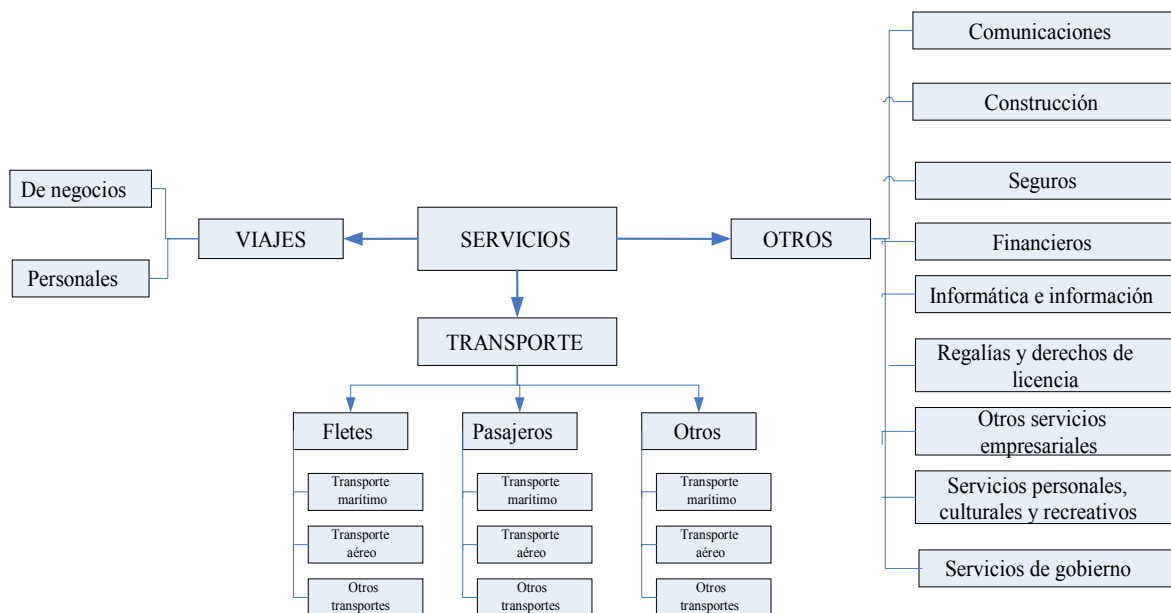 Comunicaciones
Construcción
Seguros
De negocios
VIAJES
SERVICIOS
OTROS
Financieros
Personales
Informática e información
TRANSPORTE
Regalías y derechos de
licencia
Fletes
Pasajeros
Otros
Otros servicios
empresariales
Transporte
marítimo
Transporte
marítimo
Transporte
marítimo
Servicios personales,
culturales y recreativos
Transporte
aéreo
Transporte
aéreo
Transporte
aéreo
Servicios de gobierno
Otros
transportes
Otros
transportes
Otros
transportes